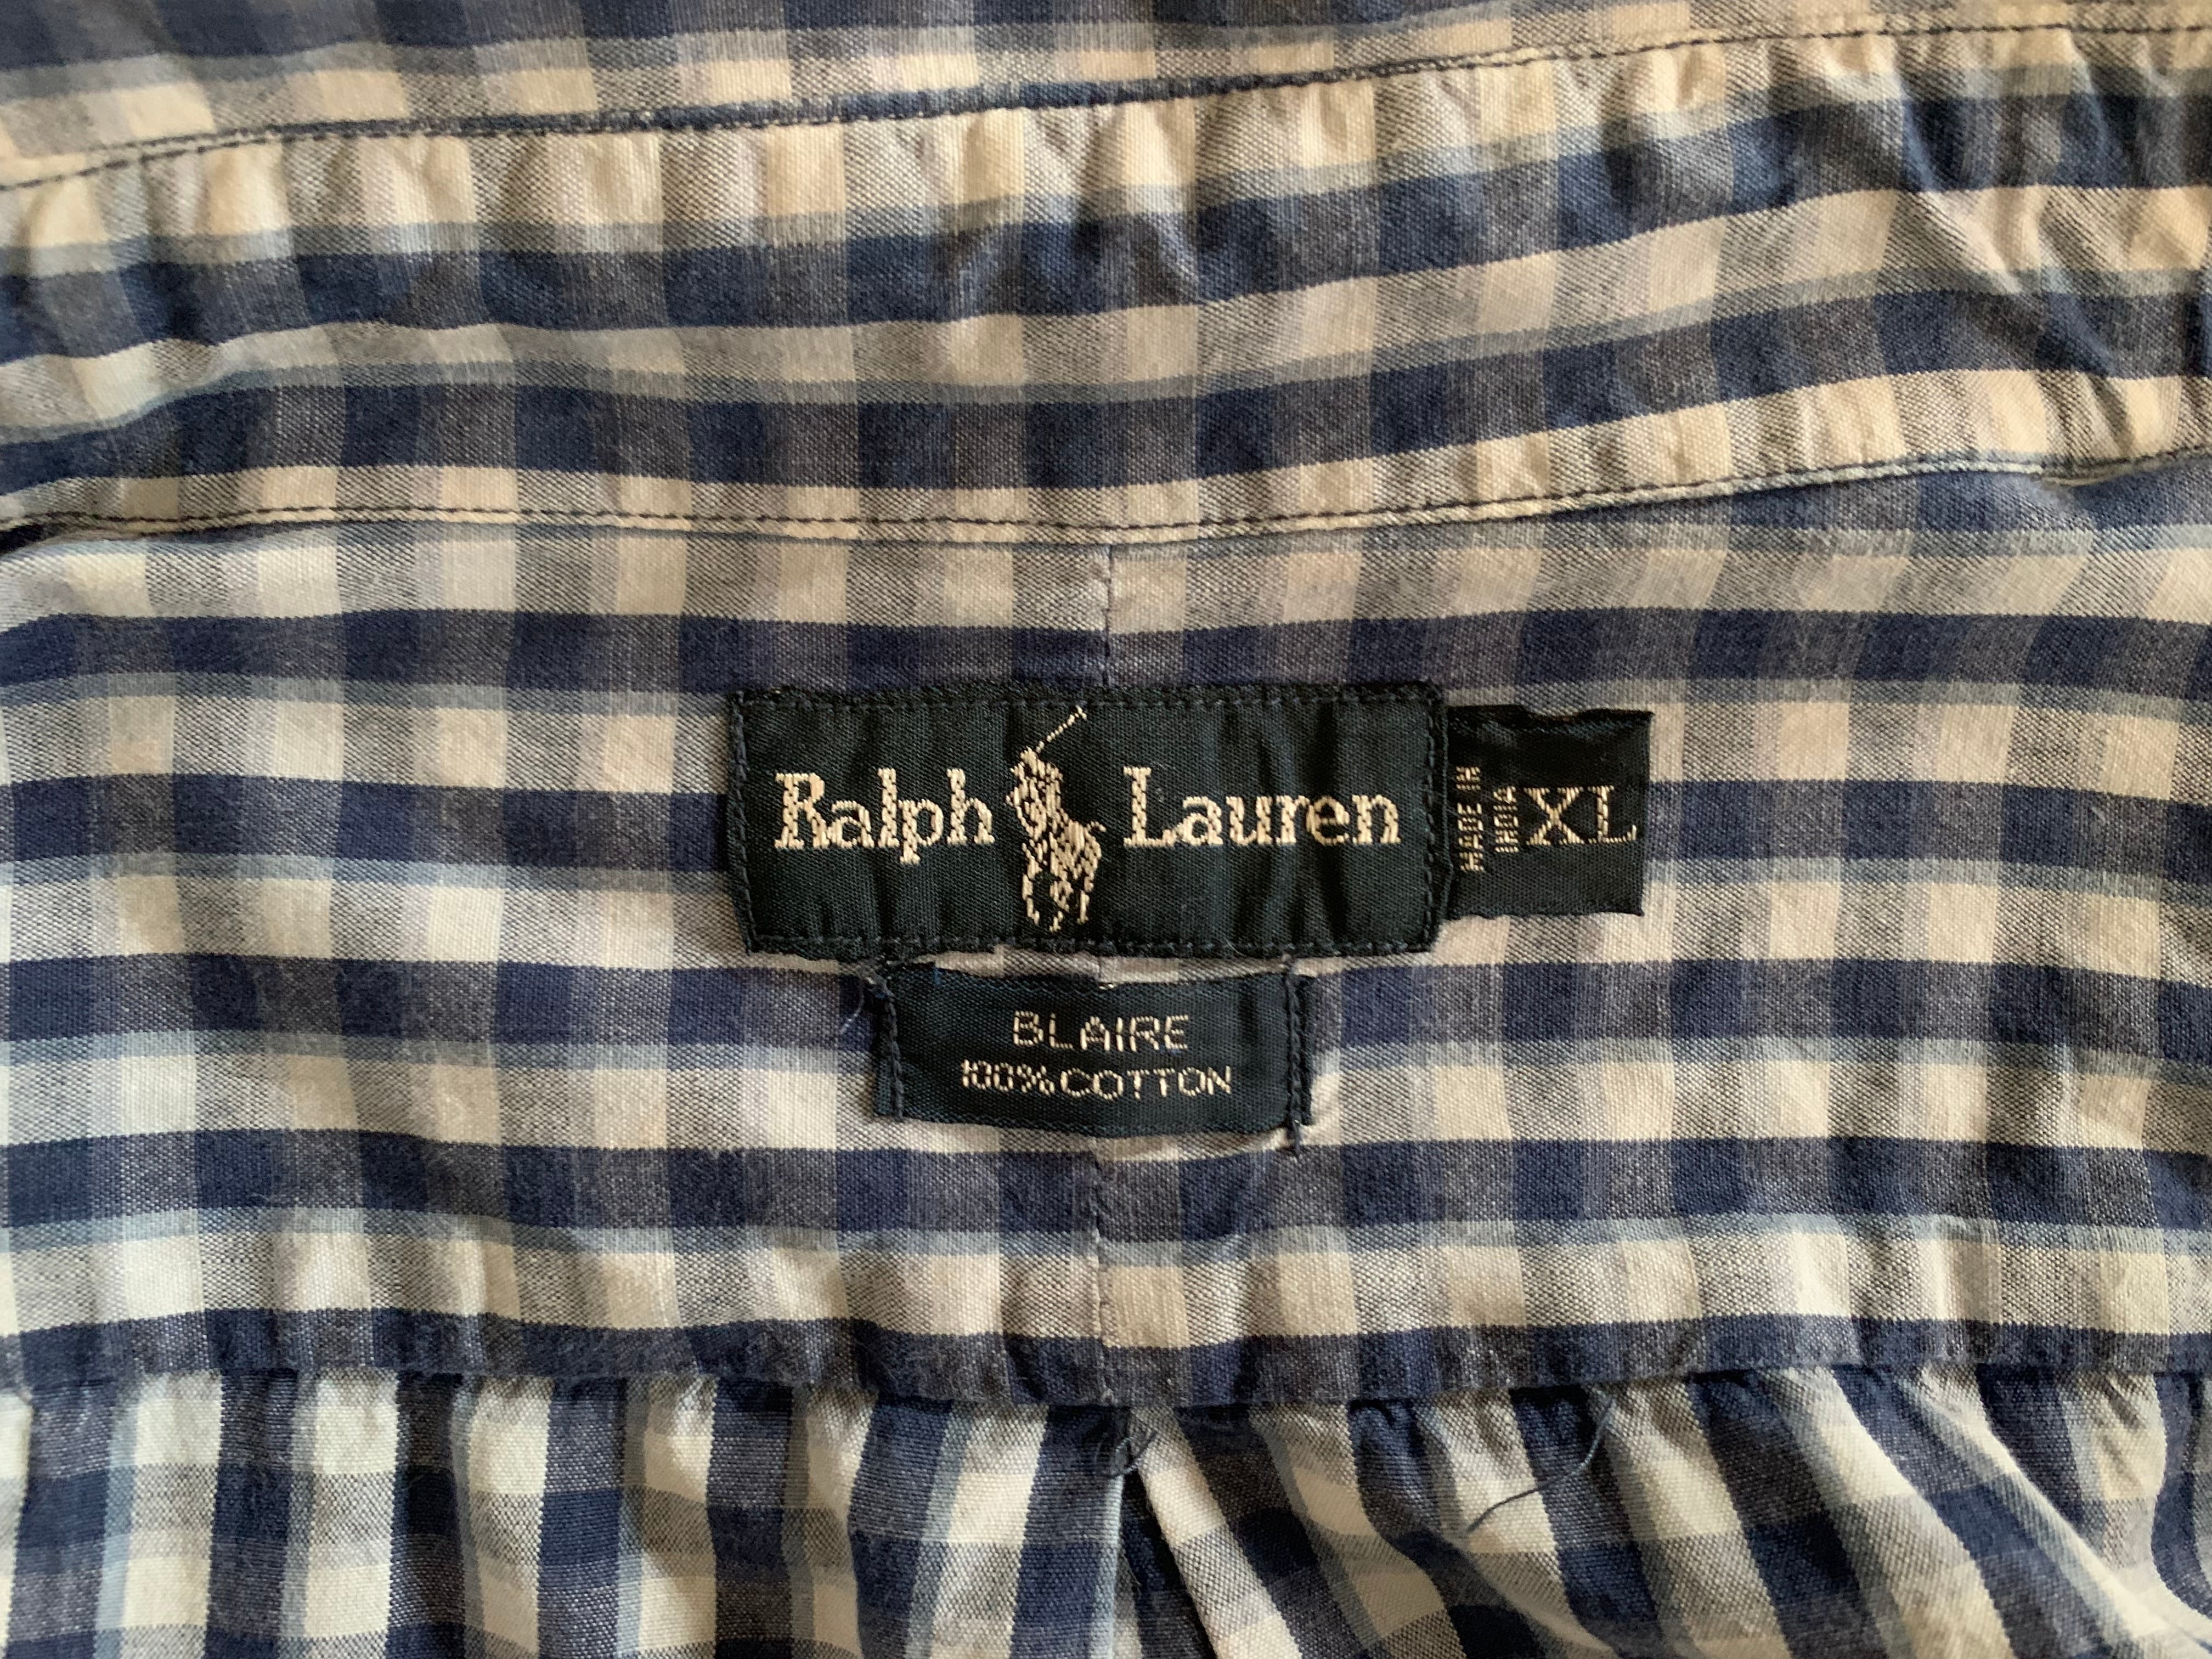 Ralph Lauren
MADE IN
INDIA
XL
BLAIRE
100% COTTON